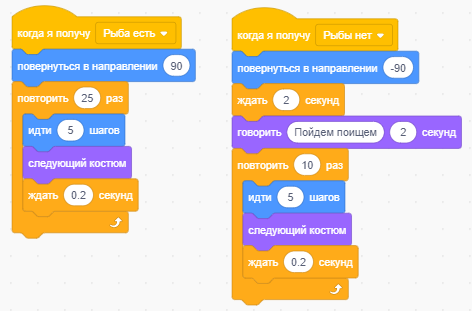 когда я получу Рыба есть
повернуться в направлении 90
повторить 25 раз
идти 5 шагов
следующий костюм
ждать 0.2 секунд
когда я получу Рыбы нет
повернуться в направлении -90
ждать 2 секунд
говорить Пойдем поищем 2 секунд
повторить 10 раз
идти 5 шагов
следующий костюм
ждать 0.2 секунд